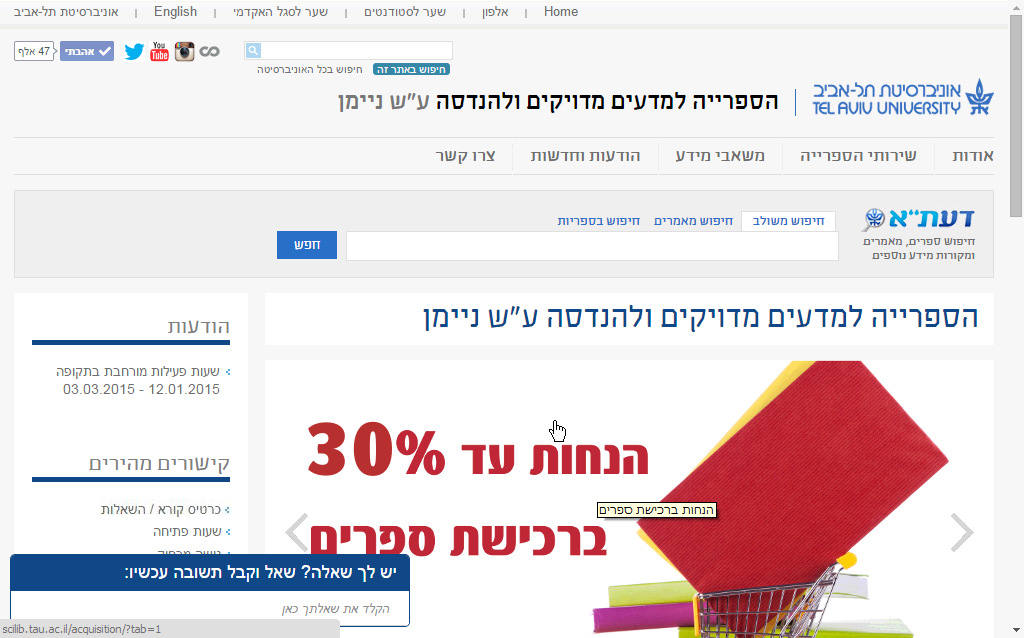 Home | אלפון | שער לסטודנטים | שער לסגל האקדמי | English | אוניברסיטת תל-אביב
47 אלף אהבתי You Tube
חיפוש באתר זה חיפוש בכל האוניברסיטה
אוניברסיטת תל-אביב
TEL AVIV UNIVERSITY
הספרייה למדעים מדויקים ולהנדסה ע"ש ניימן
אודות שירותי הספרייה משאבי מידע הודעות וחדשות צרו קשר
דעת"א
חיפוש ספרים, מאמרים
ומקורות מידע נוספים
חיפוש משולב חיפוש מאמרים חיפוש בספריות
חפש
הספרייה למדעים מדויקים ולהנדסה ע"ש ניימן
הנחות עד 30%
ברכישת ספרים
הנחות ברכישת ספרים
הודעות
שעות פעילות מורחבת בתקופה
03.03.2015 - 12.01.2015
קישורים מהירים
כרטיס קורא / השאלות
שעות פתיחה
יש לך שאלה? שאל וקבל תשובה עכשיו:
הקלד את שאלתך כאן
scilib.tau.ac.il/acquisition/?tab=1